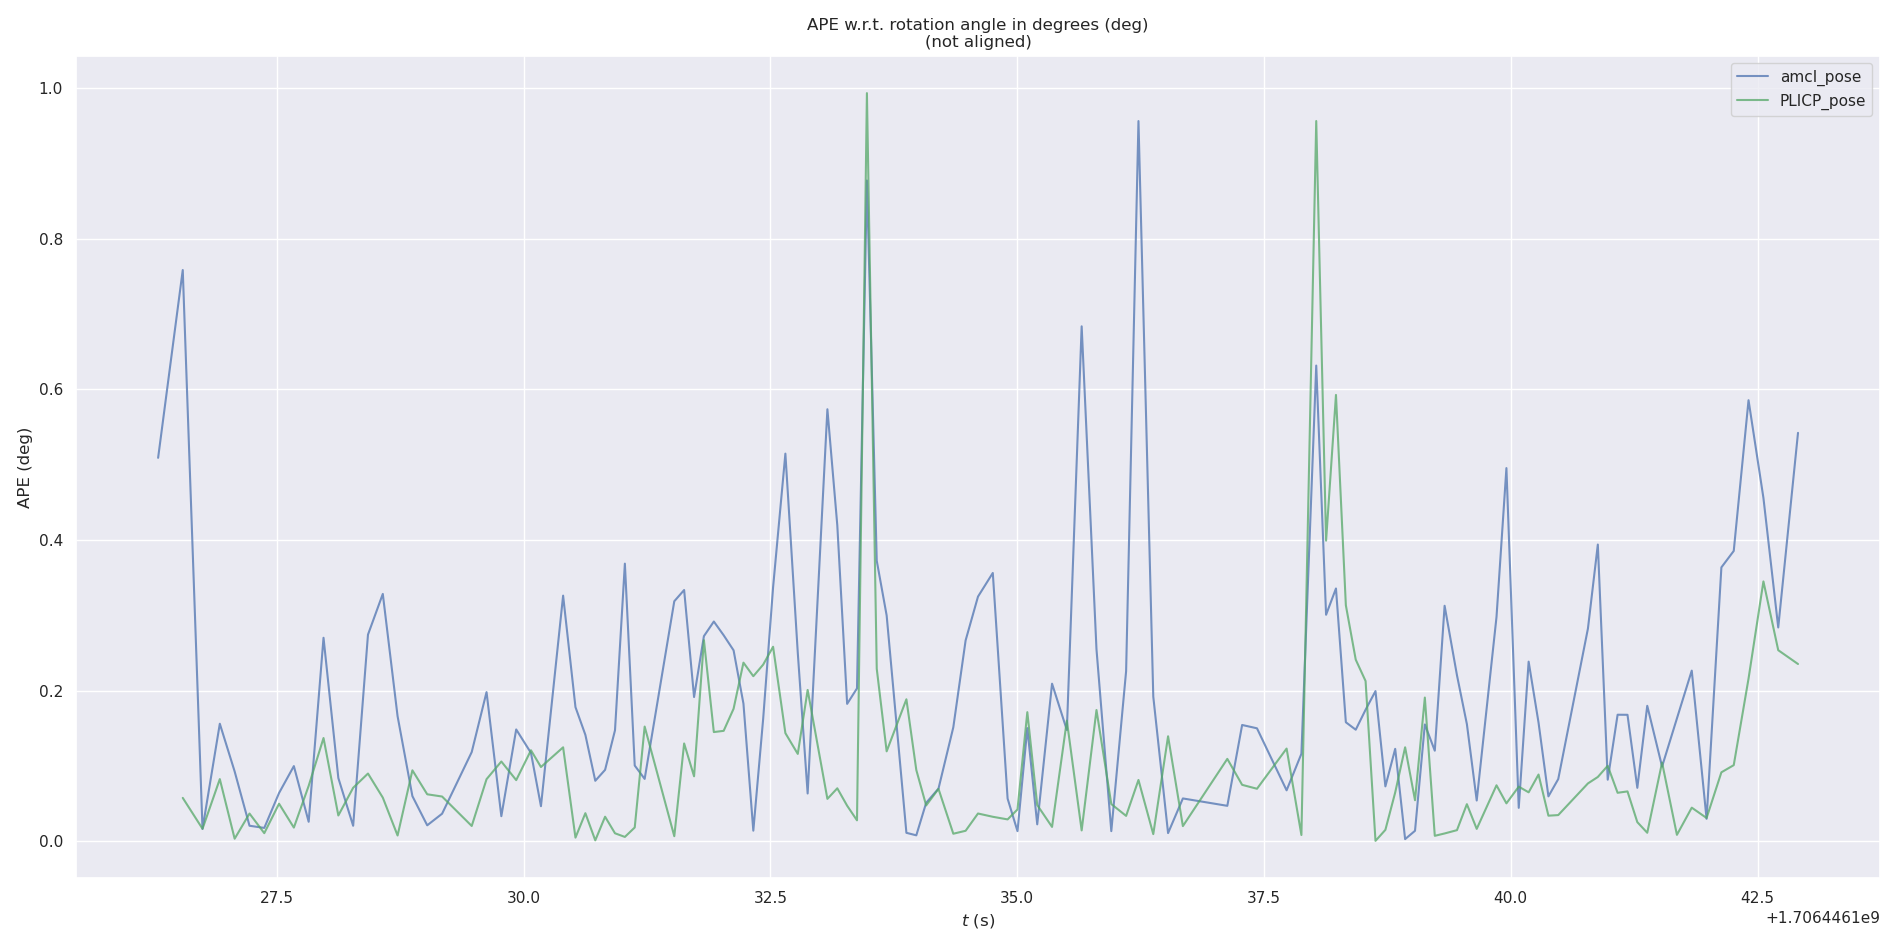 APE w.r.t. rotation angle in degrees (deg)
(not aligned)
amcl_pose
PLICP_pose
1.0
0.8
0.6
0.4
0.2
0.0
APE (deg)
27.5 30.0 32.5 35.0 37.5 40.0 42.5
t (s)
+1.7064461e9